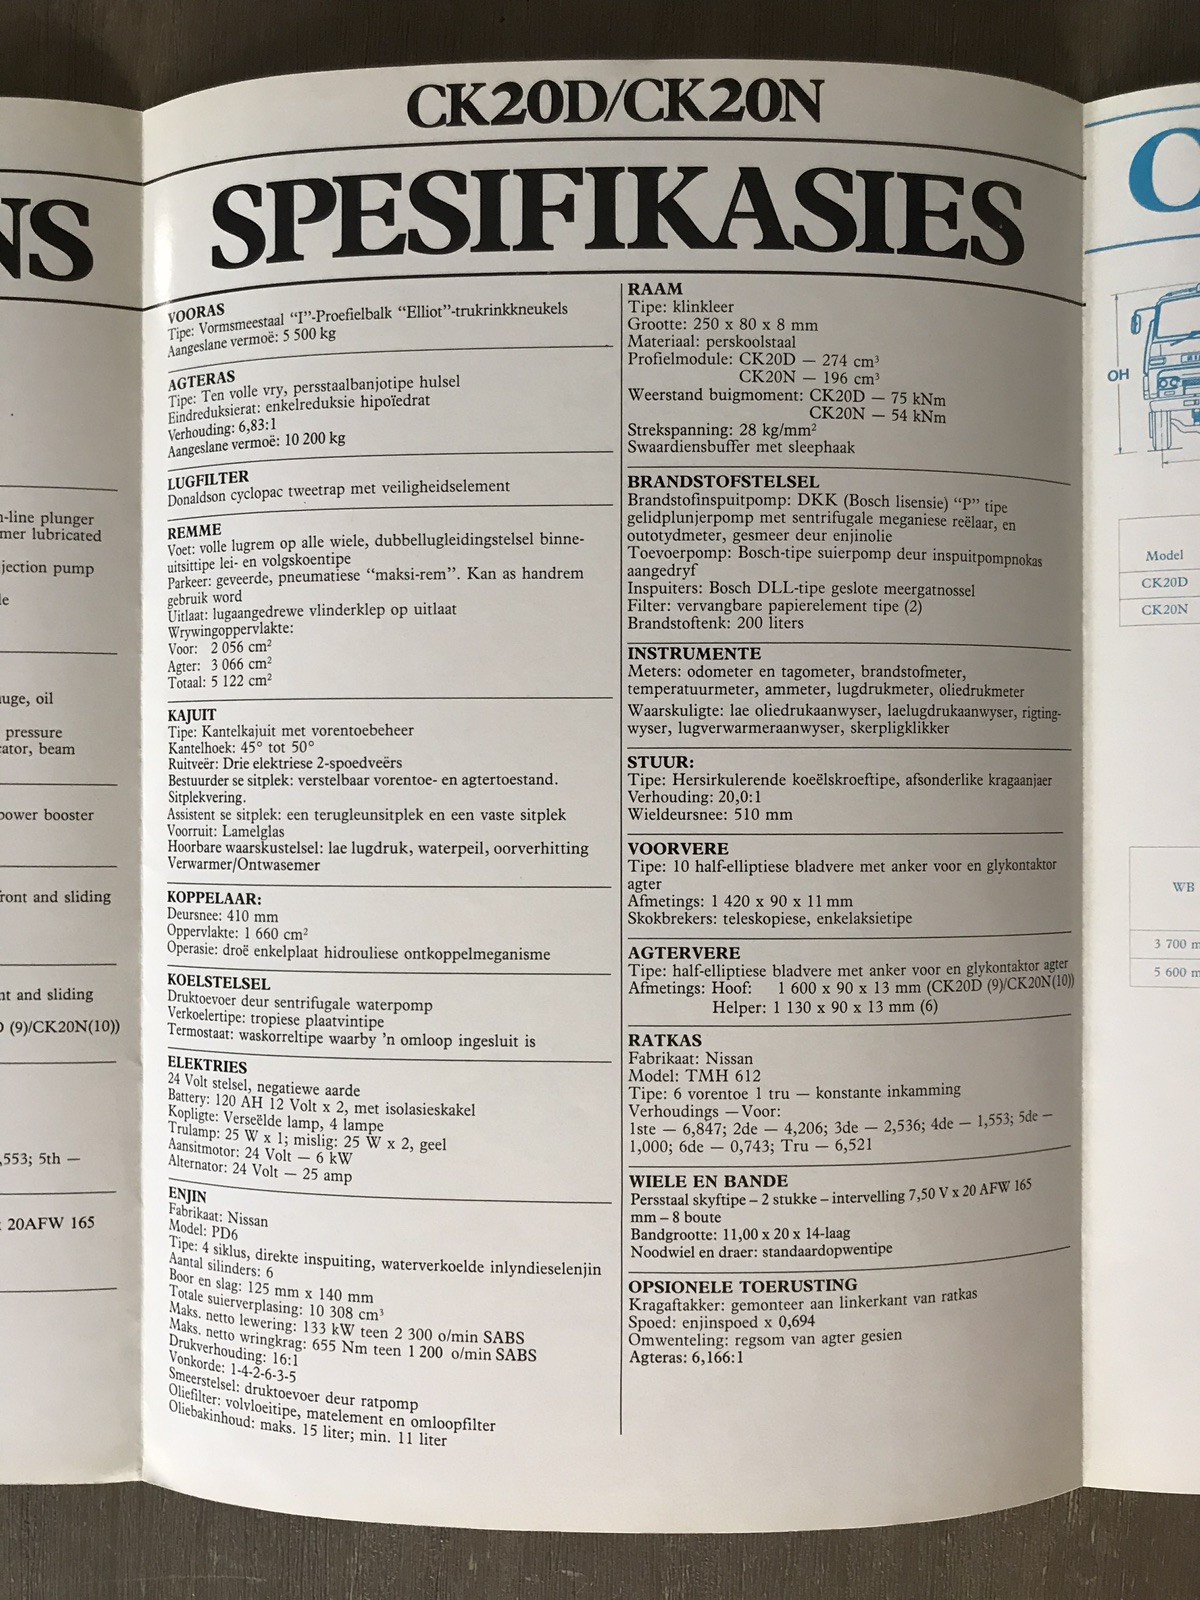 CK20D/CK20N
SPESIFIKASIES
VOORAS
Tipe: Vormsmeestaal “I”-Proefielbalk “Elliot”-trukrinkkneukels
Aangeslane vermoë: 5 500 kg
AGTERAS
Tipe: Ten volle vry, persstaalbanjotipe hulsel
Eindreduksierat: enkelreduksie hipoïedrat
Verhouding: 6,83:1
Aangeslane vermoë: 10 200 kg
LUGFILTER
Donaldson cyclopac tweetrap met veiligheidselement
REMME
Voet: volle lugrem op alle wiele, dubbellugleidingstelsel binne-
uitsittipe lei- en volgskoentipe
Parkeer: geveerde, pneumatiese “maksi-rem”. Kan as handrem
gebruik word
Uitlaat: lugaangedrewe vlinderklep op uitlaat
Wrywingoppervlakte:
Voor: 2 056 cm²
Agter: 3 066 cm²
Totaal: 5 122 cm²
KAJUIT
Tipe: Kantelkajuit met vorentoebeheer
Kantelhoek: 45° tot 50°
Ruitveër: Drie elektriese 2-spoedveërs
Bestuurder se sitplek: verstelbaar vorentoe- en agtertoestand.
Sitplekvering.
Assistent se sitplek: een terugleunsitplek en een vaste sitplek
Voorruit: Lamelglas
Hoorbare waarskustelsel: lae lugdruk, waterpeil, oorverhitting
Verwarmer/Ontwasemer
KOPPELAAR:
Deursnee: 410 mm
Oppervlakte: 1 660 cm²
Operasie: droë enkelplaat hidrouliese ontkoppelmeganisme
KOELSTELSEL
Druktoevoer deur sentrifugale waterpomp
Verkoelertipe: tropiese plaatvintipe
Termostaat: waskorreltipe waarby ’n omloop ingesluit is
ELEKTRIES
24 Volt stelsel, negatiewe aarde
Battery: 120 AH 12 Volt x 2, met isolasieskakel
Kopligte: Verseëlde lamp, 4 lampe
Trulamp: 25 W x 1; mislig: 25 W x 2, geel
Aansitmotor: 24 Volt — 6 kW
Alternator: 24 Volt — 25 amp
ENJIN
Fabrikaat: Nissan
Model: PD6
Tipe: 4 siklus, direkte inspuiting, waterverkoelde inlyndieselenjin
Aantal silinders: 6
Boor en slag: 125 mm x 140 mm
Totale suierverplasing: 10 308 cm³
Maks. netto lewering: 133 kW teen 2 300 o/min SABS
Maks. netto wringkrag: 655 Nm teen 1 200 o/min SABS
Drukverhouding: 16:1
Vonkorde: 1-4-2-6-3-5
Smeerstelsel: druktoevoer deur ratpomp
Oliefilter: volvloeitipe, matelement en omloopfilter
Oliebakinhoud: maks. 15 liter; min. 11 liter
RAAM
Tipe: klinkleer
Grootte: 250 x 80 x 8 mm
Materiaal: perskoolstaal
Profielmodule: CK20D — 274 cm³
CK20N — 196 cm³
Weerstand buigmoment: CK20D — 75 kNm
CK20N — 54 kNm
Strekspanning: 28 kg/mm²
Swaardiensbuffer met sleephaak
BRANDSTOFSTELSEL
Brandstofinspuitpomp: DKK (Bosch lisensie) “P” tipe
gelidplunjerpomp met sentrifugale meganiese reëlaar, en
outotydmeter, gesmeer deur enjinolie
Toevoerpomp: Bosch-tipe suierpomp deur inspuitpompnokas
aangedryf
Inspuiters: Bosch DLL-tipe geslote meergatnossel
Filter: vervangbare papierelement tipe (2)
Brandstoftenk: 200 liters
INSTRUMENTE
Meters: odometer en tagometer, brandstofmeter,
temperatuurmeter, ammeter, lugdrukmeter, oliedrukmeter
Waarskuligte: lae oliedrukaanwyser, laelugdrukaanwyser, rigting-
wyser, lugverwarmeraanwyser, skerpligklikker
STUUR:
Tipe: Hersirkulerende koeëlskroeftipe, afsonderlike kragaanjaer
Verhouding: 20,0:1
Wieldeursnee: 510 mm
VOORVERE
Tipe: 10 half-elliptiese bladvere met anker voor en glykontaktor
agter
Afmetings: 1 420 x 90 x 11 mm
Skokbrekers: teleskopiese, enkelaksietipe
AGTERVERE
Tipe: half-elliptiese bladvere met anker voor en glykontaktor agter
Afmetings: Hoof: 1 600 x 90 x 13 mm (CK20D (9)/CK20N(10))
Helper: 1 130 x 90 x 13 mm (6)
RATKAS
Fabrikaat: Nissan
Model: TMH 612
Tipe: 6 vorentoe 1 tru — konstante inkamming
Verhoudings —Voor:
1ste — 6,847; 2de — 4,206; 3de — 2,536; 4de — 1,553; 5de —
1,000; 6de — 0,743; Tru — 6,521
WIELE EN BANDE
Persstaal skyftipe – 2 stukke – intervelling 7,50 V x 20 AFW 165
mm – 8 boute
Bandgrootte: 11,00 x 20 x 14-laag
Noodwiel en draer: standaardopwentipe
OPSIONELE TOERUSTING
Kragaftakker: gemonteer aan linkerkant van ratkas
Spoed: enjinspoed x 0,694
Omwenteling: regsom van agter gesien
Agteras: 6,166:1
NS
n-line plunger
mer lubricated
jection pump
le
auge, oil
pressure
cator, beam
power booster
front and sliding
nt and sliding
D (9)/CK20N(10))
,553; 5th —
20AFW 165
C
OH
Model
CK20D
CK20N
WB
3 700 m
5 600 m